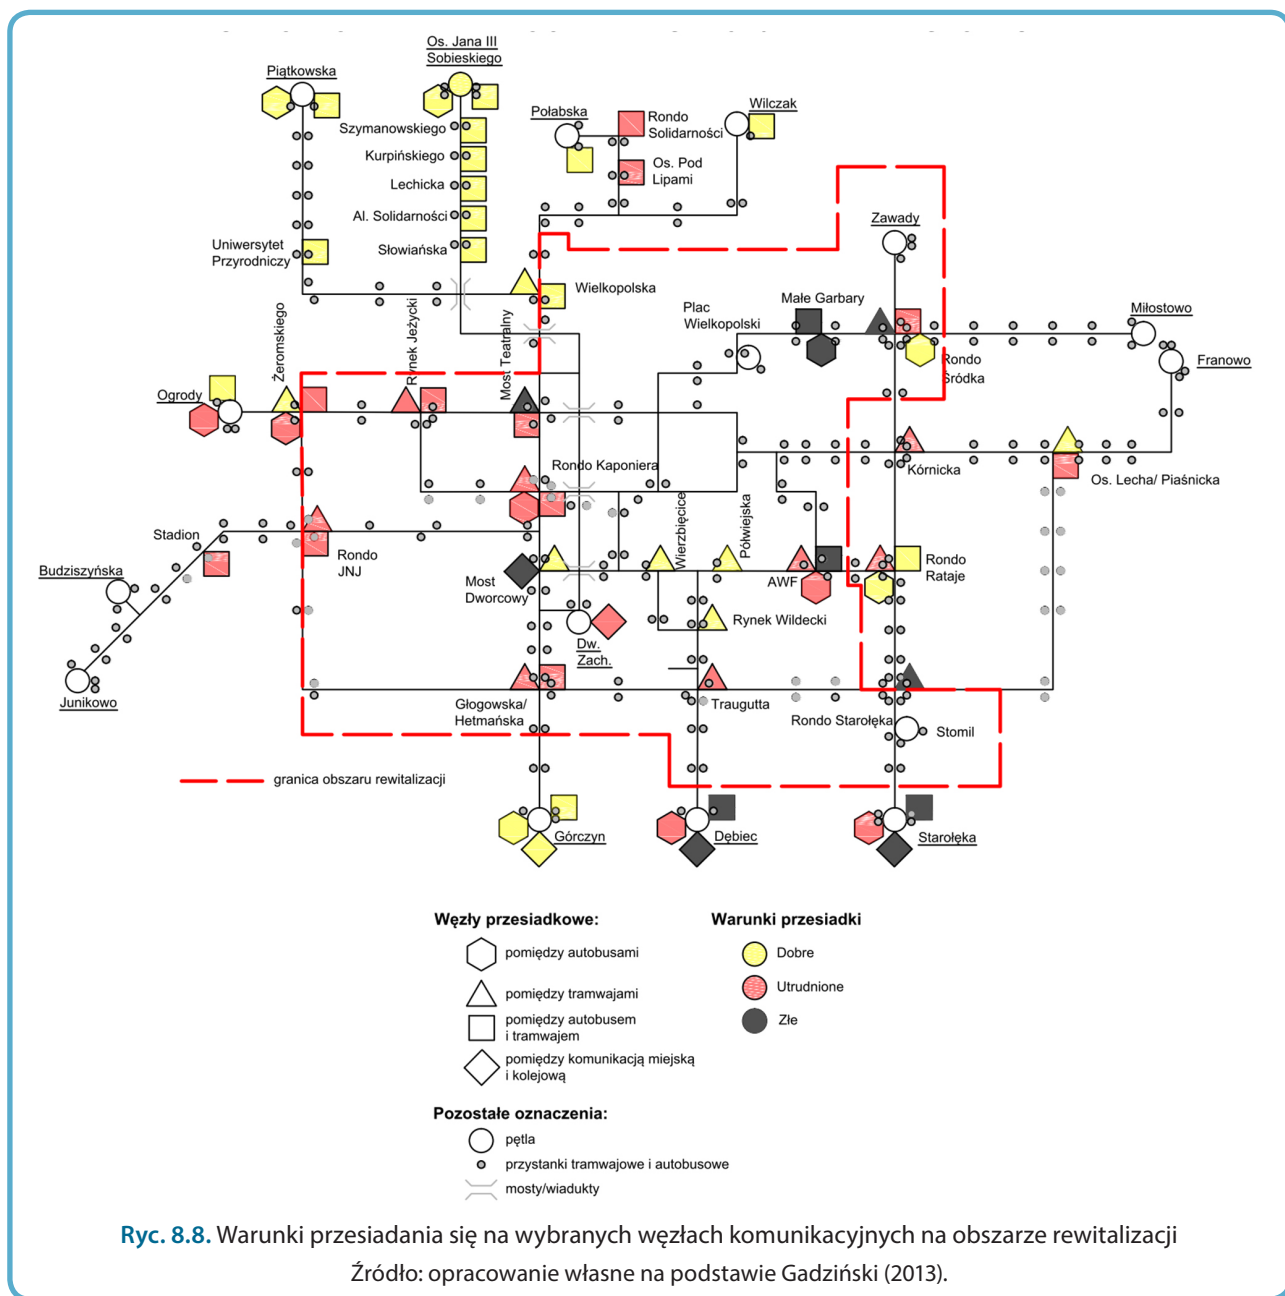 Os. Jana III
Sobieskiego
Piątkowska
Połabska
Rondo
Solidarności
Wilczak
Szymanowskiego
Kurpińskiego
Os. Pod
Lipami
Lechicka
Al. Solidarności
Słowiańska
Uniwersytet
Przyrodniczy
Zawady
Wielkopolska
Plac
Wielkopolski
Małe Garbary
Miłostowo
Franowo
Rondo
Śródka
Żeromskiego
Rynek Jeżycki
Most Teatralny
Ogrody
Rondo Kaponiera
Kórnicka
Os. Lecha/ Piaśnicka
Stadion
Rondo
JNJ
Wierzbięcice
Półwiejska
Budziszyńska
Most
Dworcowy
AWF
Rondo
Rataje
Rynek Wildecki
Dw.
Zach.
Junikowo
Głogowska/
Hetmańska
Traugutta
Rondo Starołęka
Stomil
granica obszaru rewitalizacji
Górczyn
Dębiec
Starołęka
Węzły przesiadkowe:
pomiędzy autobusami
pomiędzy tramwajami
pomiędzy autobusem
i tramwajem
pomiędzy komunikacją miejską
i kolejową
Warunki przesiadki
Dobre
Utrudnione
Złe
Pozostałe oznaczenia:
pętla
przystanki tramwajowe i autobusowe
mosty/wiadukty
Ryc. 8.8. Warunki przesiadania się na wybranych węzłach komunikacyjnych na obszarze rewitalizacji
Źródło: opracowanie własne na podstawie Gadziński (2013).